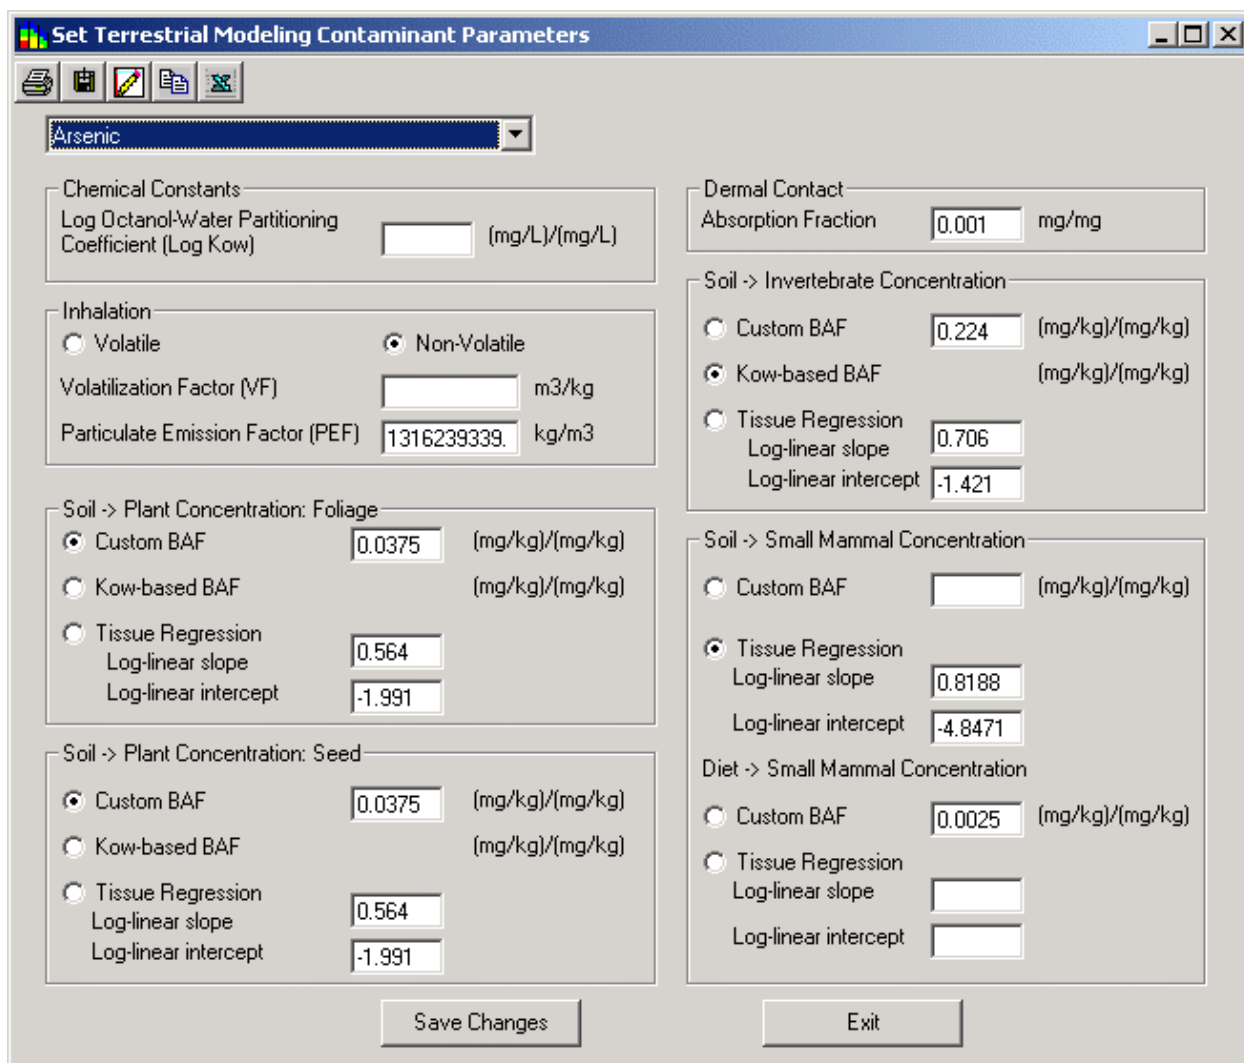 Set Terrestrial Modeling Contaminant Parameters
Arsenic
Chemical Constants
Log Octanol-Water Partitioning
Coefficient (Log Kow)
(mg/L)/(mg/L)
Inhalation
Volatile
Non-Volatile
Volatilization Factor (VF)
m3/kg
Particulate Emission Factor (PEF)
1316239339.
kg/m3
Soil -> Plant Concentration: Foliage
Custom BAF
0.0375
(mg/kg)/(mg/kg)
Kow-based BAF
(mg/kg)/(mg/kg)
Tissue Regression
Log-linear slope
0.564
Log-linear intercept
-1.991
Soil -> Plant Concentration: Seed
Custom BAF
0.0375
(mg/kg)/(mg/kg)
Kow-based BAF
(mg/kg)/(mg/kg)
Tissue Regression
Log-linear slope
0.564
Log-linear intercept
-1.991
Dermal Contact
Absorption Fraction
0.001
mg/mg
Soil -> Invertebrate Concentration
Custom BAF
0.224
(mg/kg)/(mg/kg)
Kow-based BAF
(mg/kg)/(mg/kg)
Tissue Regression
Log-linear slope
0.706
Log-linear intercept
-1.421
Soil -> Small Mammal Concentration
Custom BAF
(mg/kg)/(mg/kg)
Tissue Regression
Log-linear slope
0.8188
Log-linear intercept
-4.8471
Diet -> Small Mammal Concentration
Custom BAF
0.0025
(mg/kg)/(mg/kg)
Tissue Regression
Log-linear slope
Log-linear intercept
Save Changes
Exit